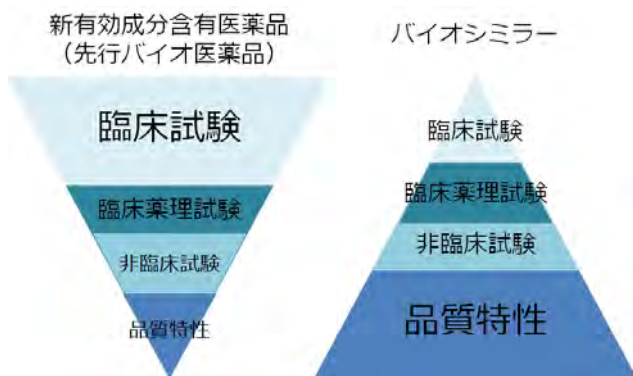 新有効成分含有医薬品
（先行バイオ医薬品）
臨床試験
臨床薬理試験
非臨床試験
品質特性
バイオシミラー
臨床試験
臨床薬理試験
非臨床試験
品質特性